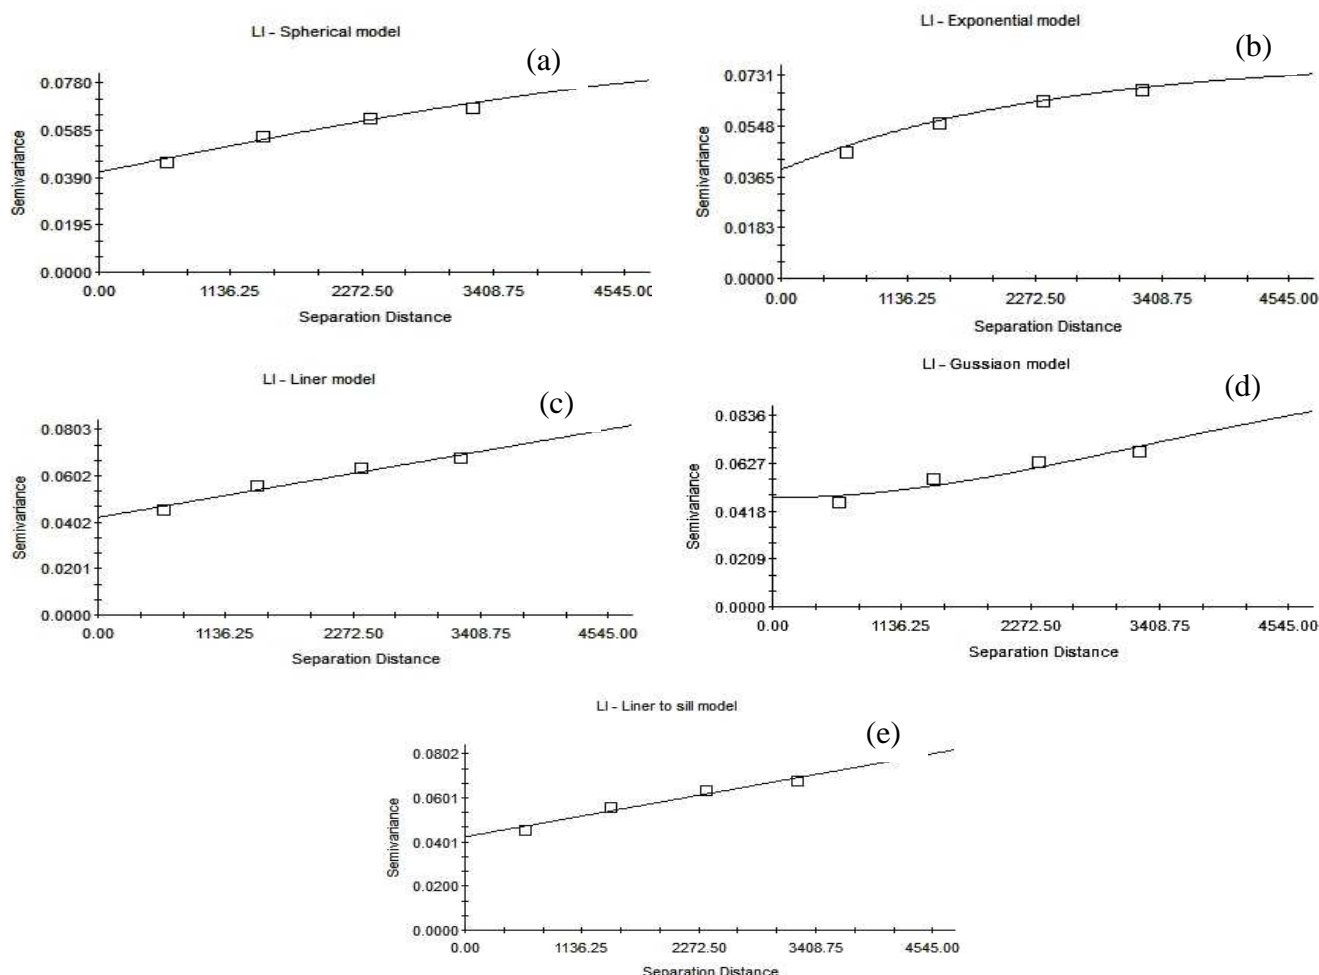 LI - Spherical model
(a)
0.0780
0.0585
0.0390
0.0195
0.0000
Semivariance
0.00 1136.25 2272.50 3408.75 4545.00
Separation Distance
LI - Exponential model
(b)
0.0731
0.0548
0.0365
0.0183
0.0000
Semivariance
0.00 1136.25 2272.50 3408.75 4545.00
Separation Distance
LI - Liner model
(c)
0.0803
0.0602
0.0402
0.0201
0.0000
Semivariance
0.00 1136.25 2272.50 3408.75 4545.00
Separation Distance
LI - Gussiaon model
(d)
0.0836
0.0627
0.0418
0.0209
0.0000
Semivariance
0.00 1136.25 2272.50 3408.75 4545.00
Separation Distance
LI - Liner to sill model
(e)
0.0802
0.0601
0.0401
0.0200
0.0000
Semivariance
0.00 1136.25 2272.50 3408.75 4545.00
Separation Distance